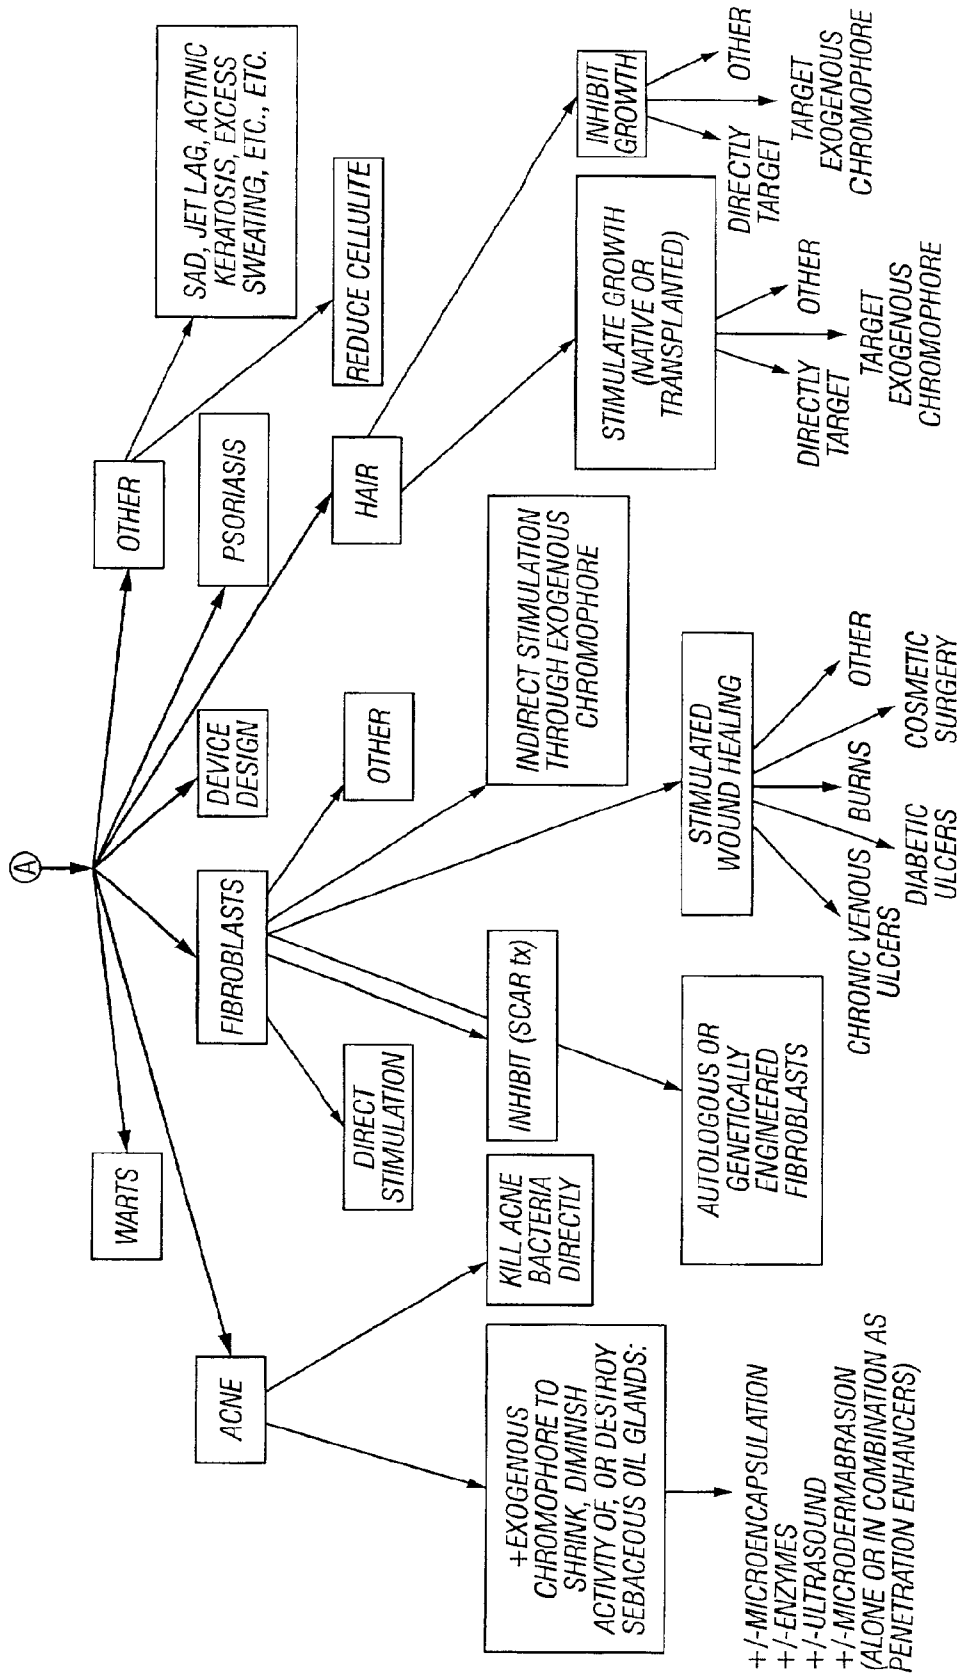 A
WARTS
OTHER
SAD, JET LAG, ACTINIC
KERATOSIS, EXCESS
SWEATING, ETC., ETC.
ACNE
FIBROBLASTS
DEVICE
DESIGN
PSORIASIS
REDUCE CELLULITE
HAIR
DIRECT
STIMULATION
OTHER
+EXOGENOUS
CHROMOPHORE TO
SHRINK, DIMINISH
ACTIVITY OF, OR DESTROY
SEBACEOUS OIL GLANDS:
KILL ACNE
BACTERIA
DIRECTLY
INHIBIT (SCAR tx)
INDIRECT STIMULATION
THROUGH EXOGENOUS
CHROMOPHORE
STIMULATE GROWTH
(NATIVE OR
TRANSPLANTED)
INHIBIT
GROWTH
DIRECTLY
TARGET
OTHER
TARGET
EXOGENOUS
CHROMOPHORE
AUTOLOGOUS OR
GENETICALLY
ENGINEERED
FIBROBLASTS
STIMULATED
WOUND HEALING
DIRECTLY
TARGET
OTHER
TARGET
EXOGENOUS
CHROMOPHORE
+/-MICROENCAPSULATION
+/-ENZYMES
+/-ULTRASOUND
+/-MICRODERMABRASION
(ALONE OR IN COMBINATION AS
PENETRATION ENHANCERS)
CHRONIC VENOUS
ULCERS
BURNS
OTHER
DIABETIC
ULCERS
COSMETIC
SURGERY